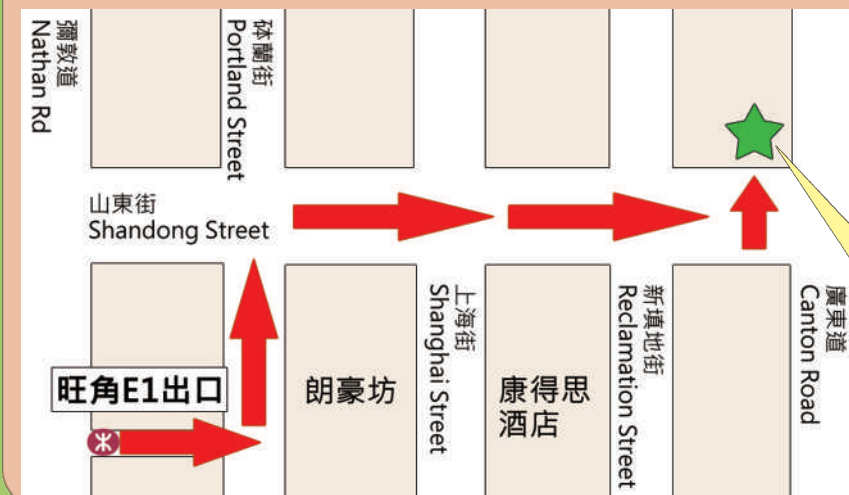 彌敦道
Nathan Rd
砵蘭街
Portland Street
山東街
Shandong Street
上海街
Shanghai Street
新填地街
Reclamation Street
廣東道
Canton Road
旺角E1出口
朗豪坊
康得思
酒店